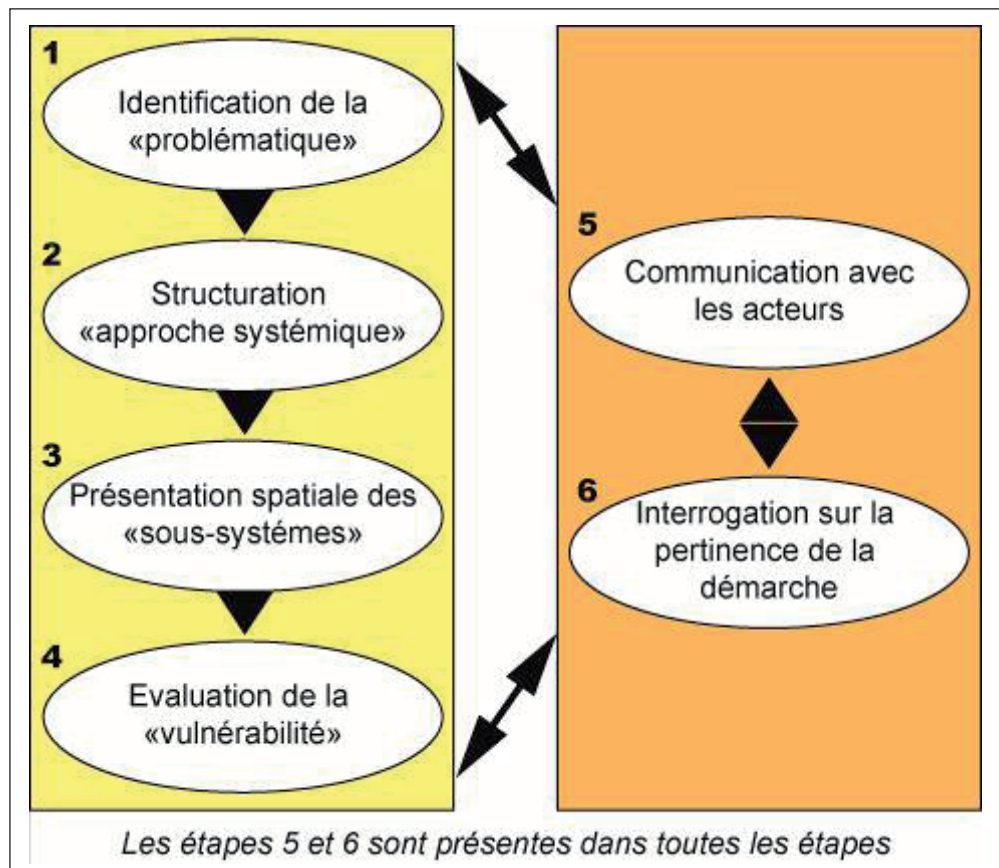 1
Identification de la
«problématique»
2
Structuration
«approche systémique»
3
Présentation spatiale des
«sous-systémes»
4
Evaluation de la
«vulnérabilité»
5
Communication avec
les acteurs
6
Interrogation sur la
pertinence de la
démarche
Les étapes 5 et 6 sont présentes dans toutes les étapes